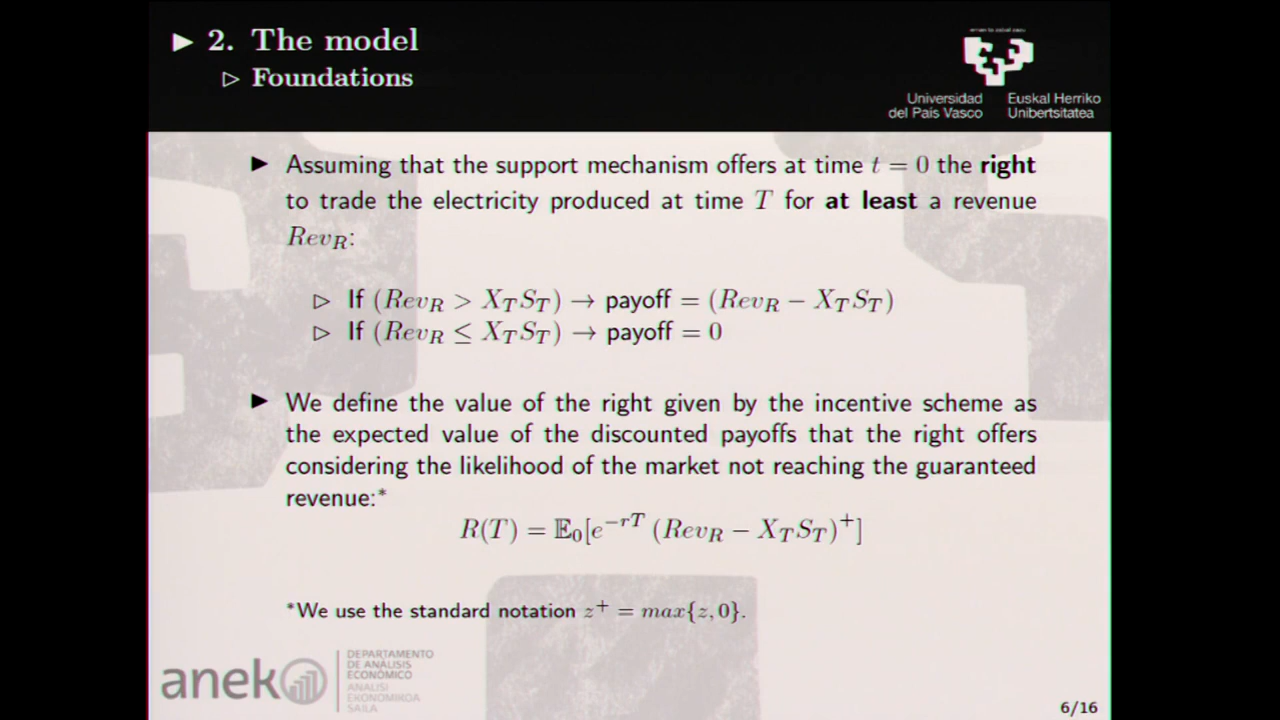 ▶ 2. The model
▷ Foundations
Universidad del País Vasco
Euskal Herriko Unibertsitatea
▶ Assuming that the support mechanism offers at time t = 0 the right
to trade the electricity produced at time T for at least a revenue
Rev_R:
▷ If (Rev_R > X_T S_T) → payoff = (Rev_R − X_T S_T)
▷ If (Rev_R ≤ X_T S_T) → payoff = 0
▶ We define the value of the right given by the incentive scheme as
the expected value of the discounted payoffs that the right offers
considering the likelihood of the market not reaching the guaranteed
revenue:*
R(T) = 𝔼₀[e^{−rT} (Rev_R − X_T S_T)^+]
*We use the standard notation z^+ = max{z, 0}.
aneko
DEPARTAMENTO
DE ANÁLISIS
ECONÓMICO
ANALISI
EKONOMIKOA
SAILA
6/16